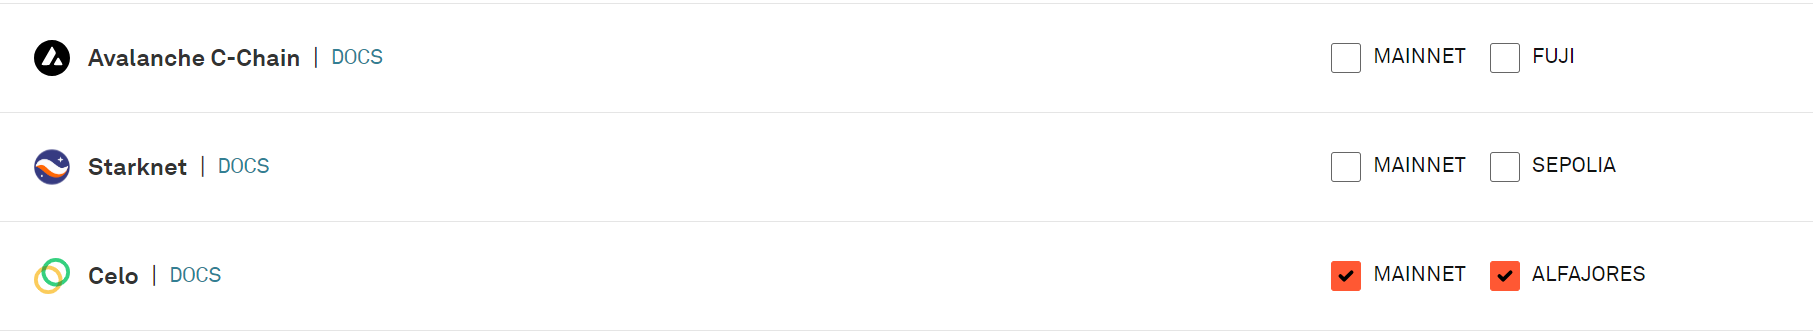 Avalanche C-Chain | DOCS MAINNET FUJI
Starknet | DOCS MAINNET SEPOLIA
Celo | DOCS MAINNET ALFAJORES